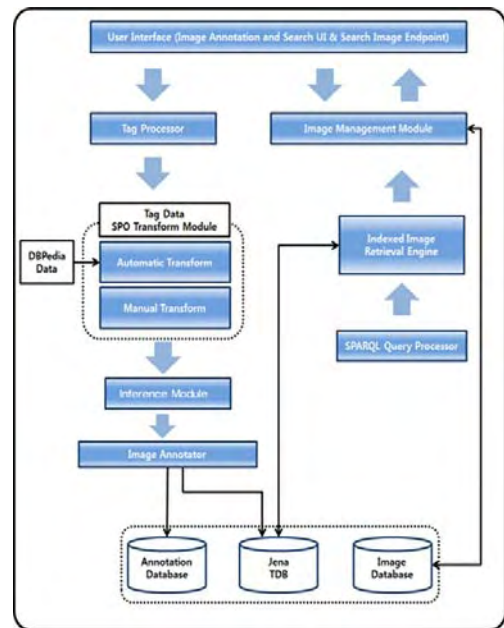 User Interface (Image Annotation and Search UI & Search Image Endpoint)
Tag Processor
Image Management Module
Tag Data
SPO Transform Module
DBPedia
Data
Automatic Transform
Manual Transform
Indexed Image
Retrieval Engine
SPARQL Query Processor
Inference Module
Image Annotator
Annotation
Database
Jena
TDB
Image
Database